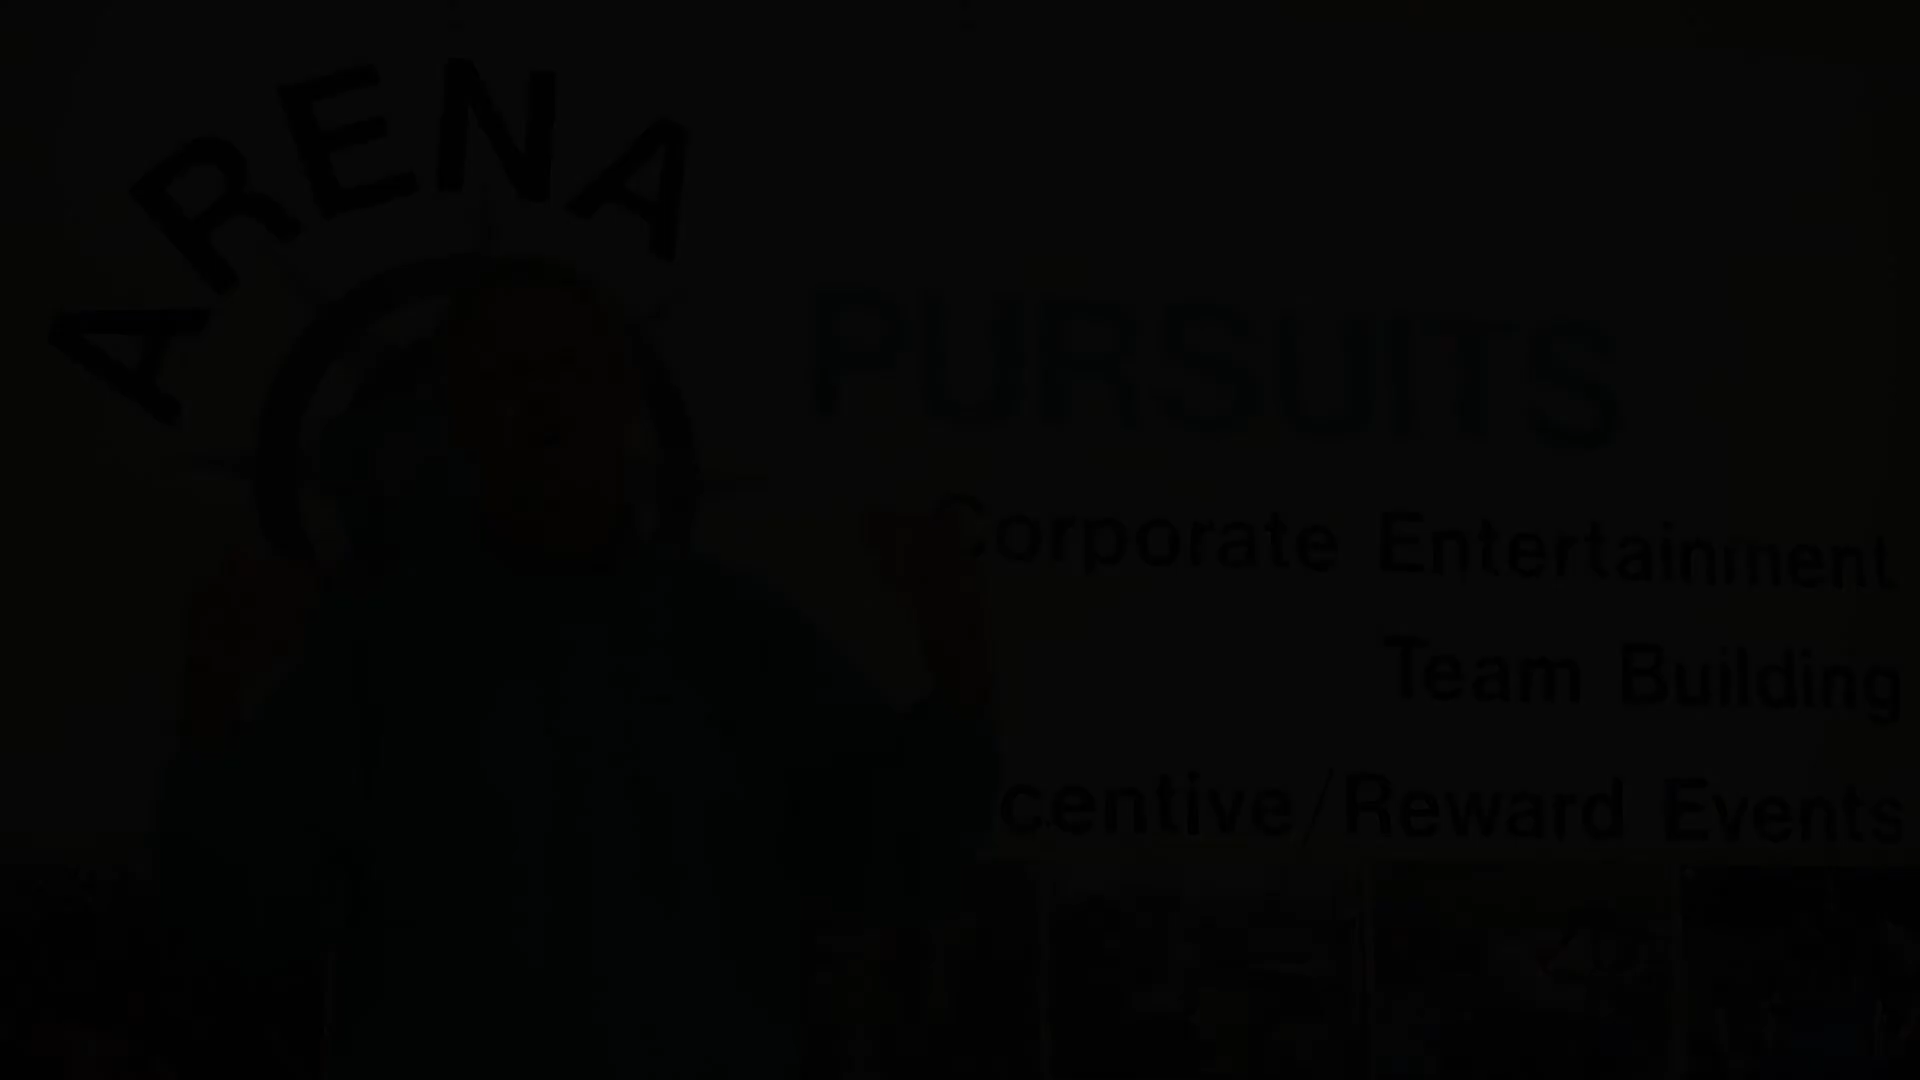 ARENA
PURSUITS
Corporate Entertainment
Team Building
centive/Reward Events